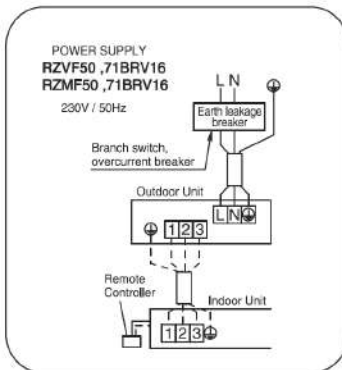 POWER SUPPLY
RZVF50 ,71BRV16
RZMF50 ,71BRV16
230V / 50Hz
L N
Earth leakage
breaker
Branch switch,
overcurrent breaker
Outdoor Unit
L N
1 2 3
Remote
Controller
Indoor Unit
1 2 3